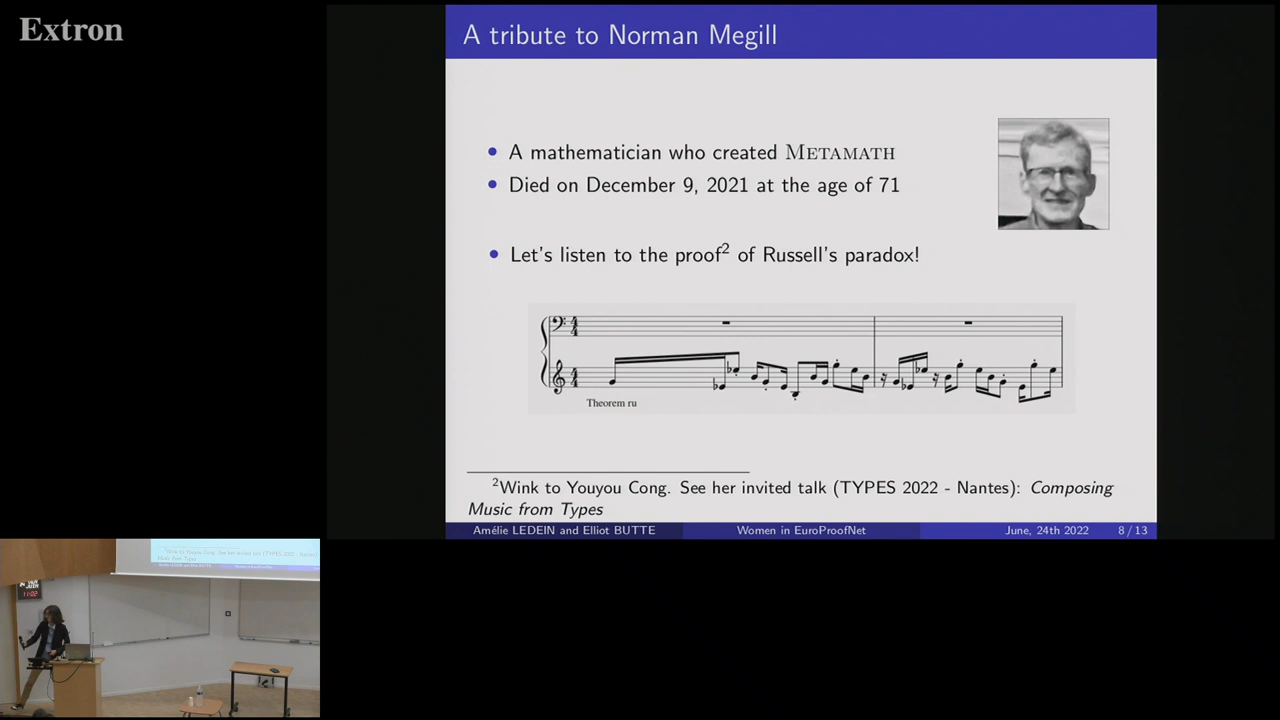 Extron
A tribute to Norman Megill
• A mathematician who created METAMATH
• Died on December 9, 2021 at the age of 71
• Let's listen to the proof2 of Russell's paradox!
Theorem ru
2Wink to Youyou Cong. See her invited talk (TYPES 2022 - Nantes): Composing
Music from Types
Amélie LEDEIN and Elliot BUTTE Women in EuroProofNet June, 24th 2022 8 / 13
11:02